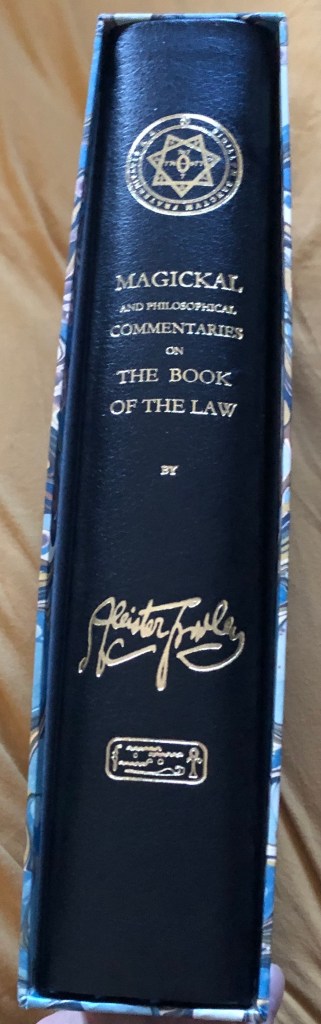 MAGICKAL
AND PHILOSOPHICAL
COMMENTARIES
ON
THE BOOK
OF THE LAW
BY
Aleister Crowley